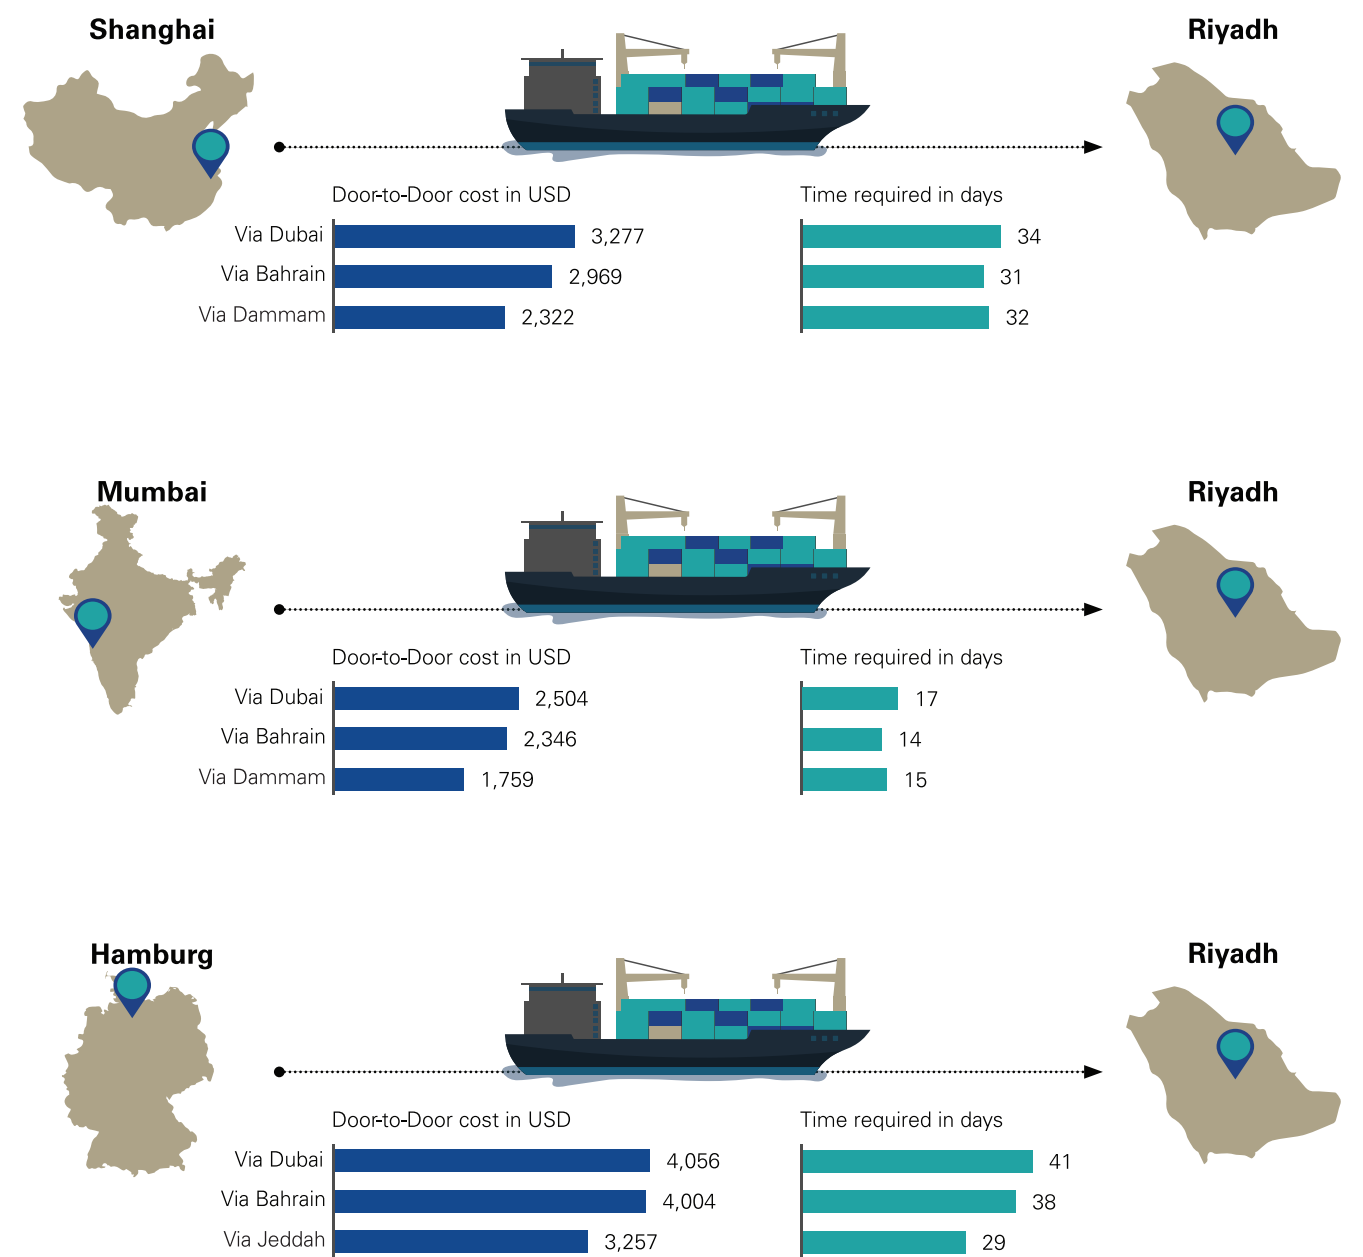 Shanghai
Riyadh
Door-to-Door cost in USD
Time required in days
Via Dubai 3,277 34
Via Bahrain 2,969 31
Via Dammam 2,322 32
Mumbai
Riyadh
Door-to-Door cost in USD
Time required in days
Via Dubai 2,504 17
Via Bahrain 2,346 14
Via Dammam 1,759 15
Hamburg
Riyadh
Door-to-Door cost in USD
Time required in days
Via Dubai 4,056 41
Via Bahrain 4,004 38
Via Jeddah 3,257 29